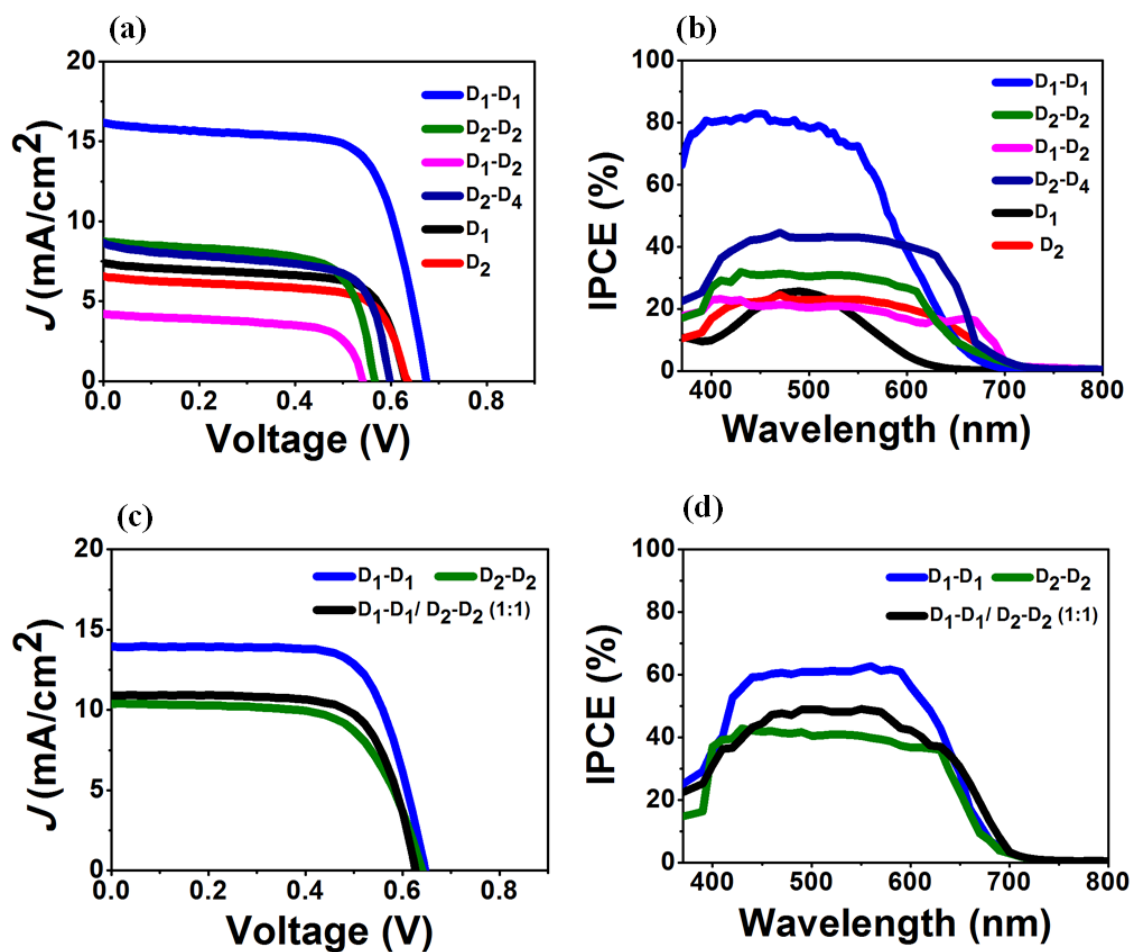 (a)
20
15
10
5
0
J (mA/cm²)
0.0 0.2 0.4 0.6 0.8
Voltage (V)
D₁-D₁
D₂-D₂
D₁-D₂
D₂-D₄
D₁
D₂
(b)
100
80
60
40
20
0
IPCE (%)
400 500 600 700 800
Wavelength (nm)
D₁-D₁
D₂-D₂
D₁-D₂
D₂-D₄
D₁
D₂
(c)
20
15
10
5
0
J (mA/cm²)
0.0 0.2 0.4 0.6 0.8
Voltage (V)
D₁-D₁ D₂-D₂
D₁-D₁/ D₂-D₂ (1:1)
(d)
100
80
60
40
20
0
IPCE (%)
400 500 600 700 800
Wavelength (nm)
D₁-D₁ D₂-D₂
D₁-D₁/ D₂-D₂ (1:1)